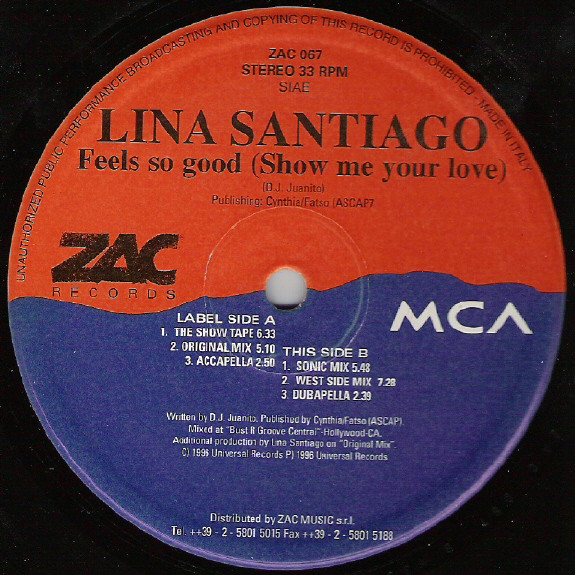 UNAUTHORIZED PUBLIC PERFORMANCE BROADCASTING AND COPYING OF THIS RECORD IS PROHIBITED - MADE IN ITALY
ZAC 067
STEREO 33 RPM
SIAE
LINA SANTIAGO
Feels so good (Show me your love)
(D.J. Juanito)
Publishing: Cynthia/Fatso (ASCAP7
ZAC
RECORDS
MCA
LABEL SIDE A
1. THE SHOW TAPE 6.33
2. ORIGINAL MIX 5.10
3. ACCAPELLA 2:50
THIS SIDE B
1. SONIC MIX 5.48
2. WEST SIDE MIX 7.28
3. DUBAPELLA 2.39
Written by D.J. Juanito. Published by Cynthia/Fatso (ASCAP).
Mixed at "Bust R Groove Central"-Hollywood-CA.
Additional production by Lina Santiago on "Original Mix".
C) 1996 Universal Records P) 1996 Universal Records
Distributed by ZAC MUSIC s.r.l.
Tel. ++39 - 2 - 5801 5015 Fax ++39 - 2 - 5801 5188